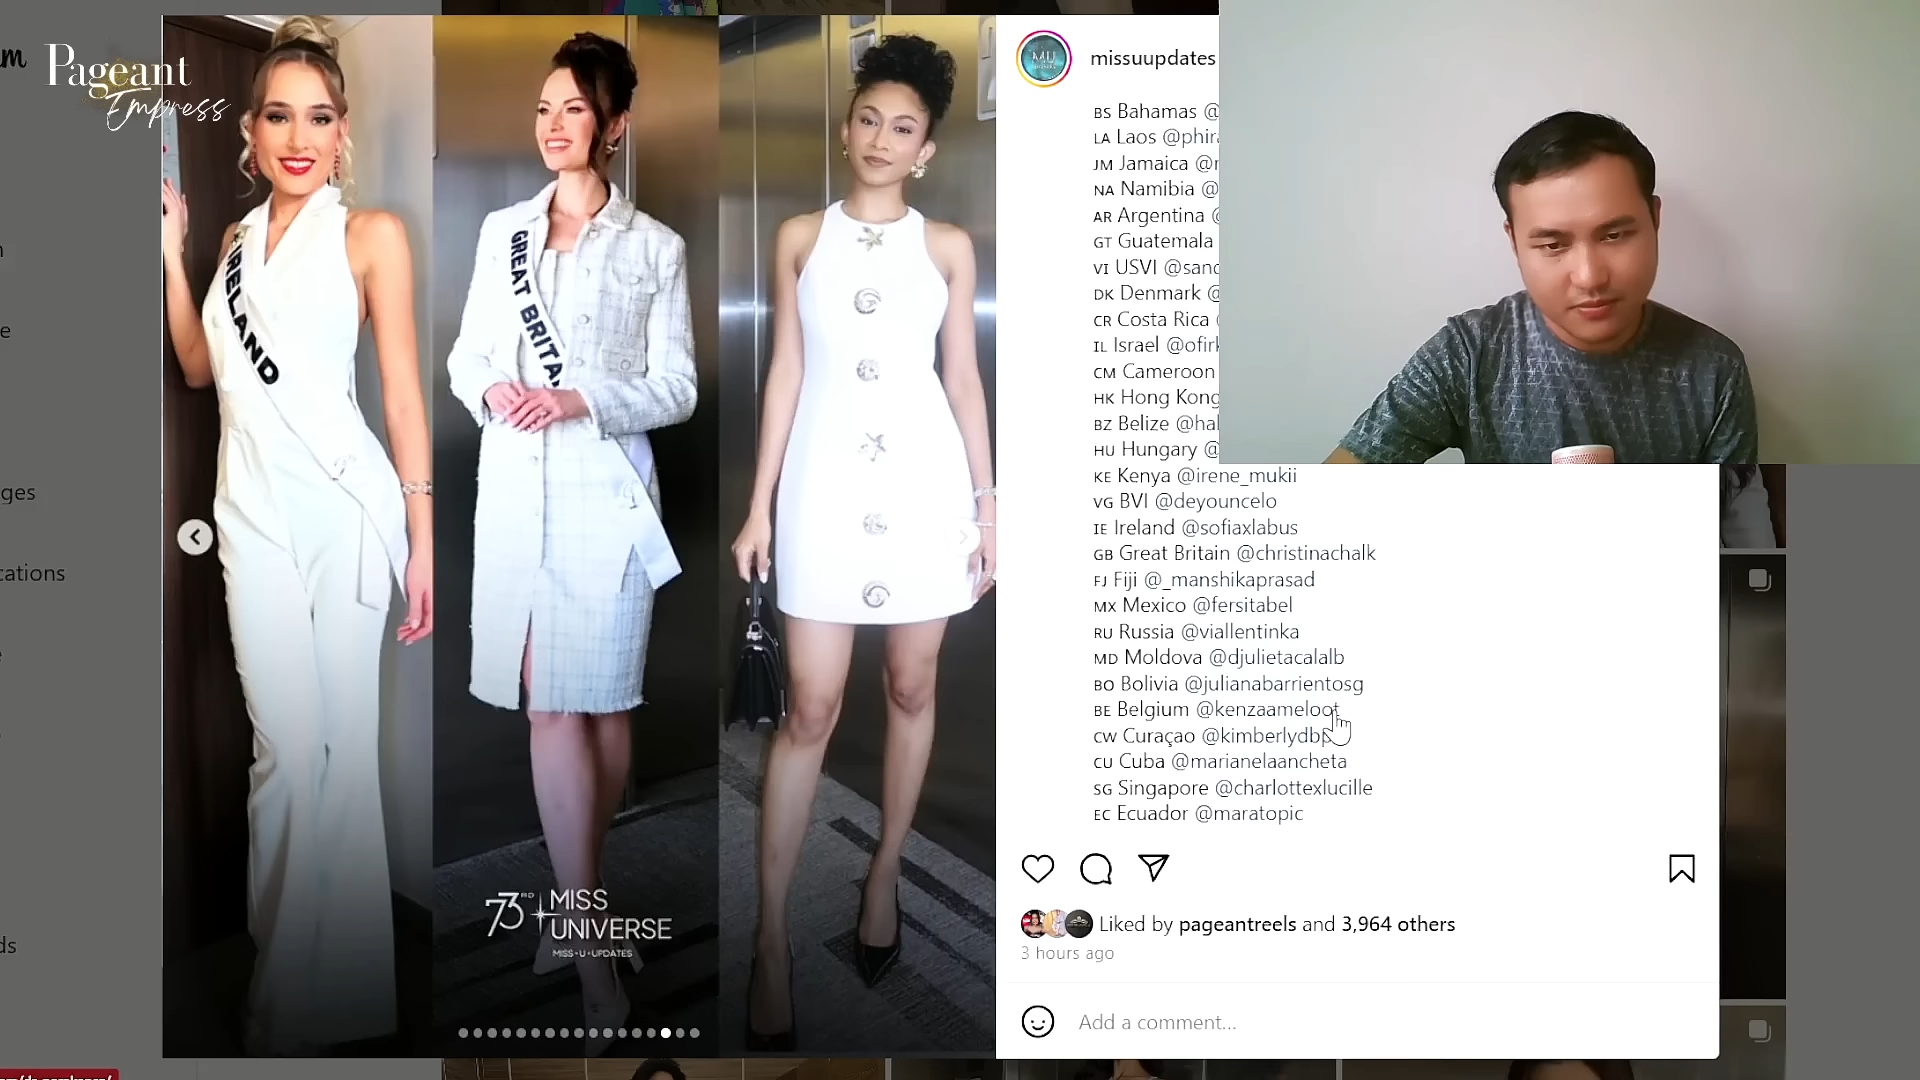 Pageant
Empress
IRELAND
GREAT BRITA
73RD MISS
UNIVERSE
MISS-U-UPDATES
missuupdates
BS Bahamas @
LA Laos @phir
JM Jamaica @
NA Namibia @
AR Argentina @
GT Guatemala
VI USVI @sand
DK Denmark @
CR Costa Rica
IL Israel @ofirk
CM Cameroon
HK Hong Kong
BZ Belize @hal
HU Hungary @
KE Kenya @irene_mukii
VG BVI @deyouncelo
IE Ireland @sofiaxlabus
GB Great Britain @christinachalk
FJ Fiji @_manshikaprasad
MX Mexico @fersitabel
RU Russia @viallentinka
MD Moldova @djulietacalalb
BO Bolivia @julianabarrientosg
BE Belgium @kenzaameloot
CW Curaçao @kimberlydbp
CU Cuba @marianelaancheta
SG Singapore @charlottexlucille
EC Ecuador @maratopic
Liked by pageantreels and 3,964 others
3 hours ago
Add a comment...
ges
cations
ds